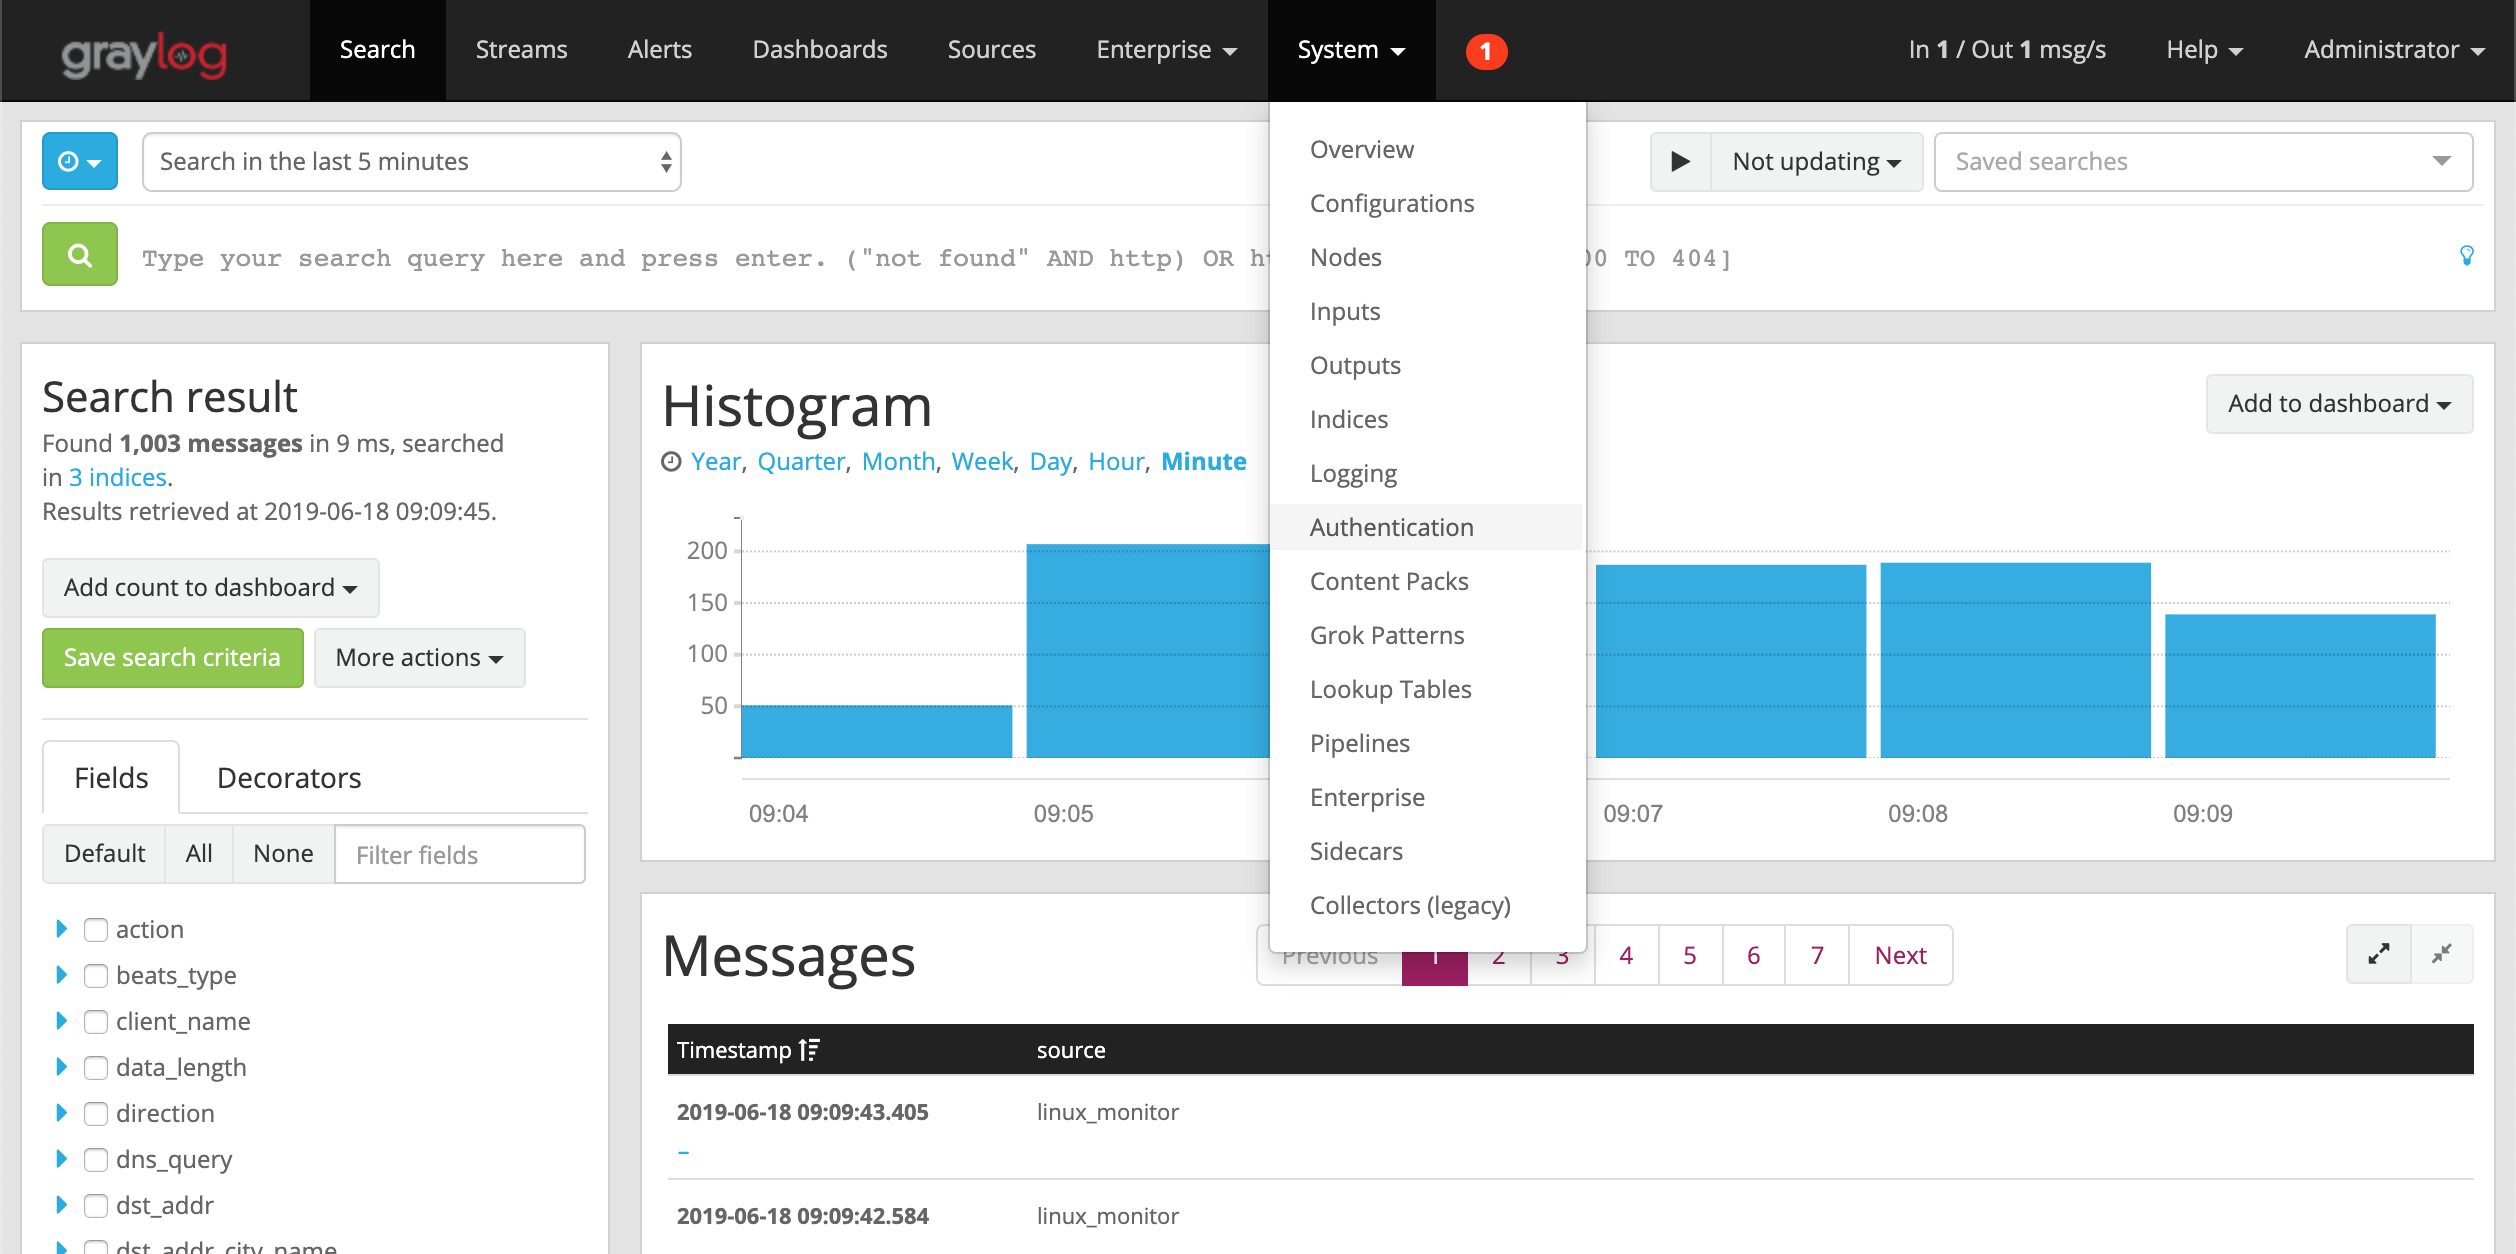 graylog Search Streams Alerts Dashboards Sources Enterprise System 1 In 1 / Out 1 msg/s Help Administrator
Search in the last 5 minutes
Not updating Saved searches
Type your search query here and press enter. ("not found" AND http) OR 00 TO 404]
Overview
Configurations
Nodes
Inputs
Outputs
Indices
Logging
Authentication
Content Packs
Grok Patterns
Lookup Tables
Pipelines
Enterprise
Sidecars
Collectors (legacy)
Search result
Found 1,003 messages in 9 ms, searched
in 3 indices.
Results retrieved at 2019-06-18 09:09:45.
Add count to dashboard
Save search criteria More actions
Fields Decorators
Default All None Filter fields
action
beats_type
client_name
data_length
direction
dns_query
dst_addr
dst_addr_city_name
Histogram
Add to dashboard
Year, Quarter, Month, Week, Day, Hour, Minute
200
150
100
50
09:04 09:05 09:07 09:08 09:09
Messages
Previous 1 2 3 4 5 6 7 Next
Timestamp source
2019-06-18 09:09:43.405 linux_monitor
–
2019-06-18 09:09:42.584 linux_monitor